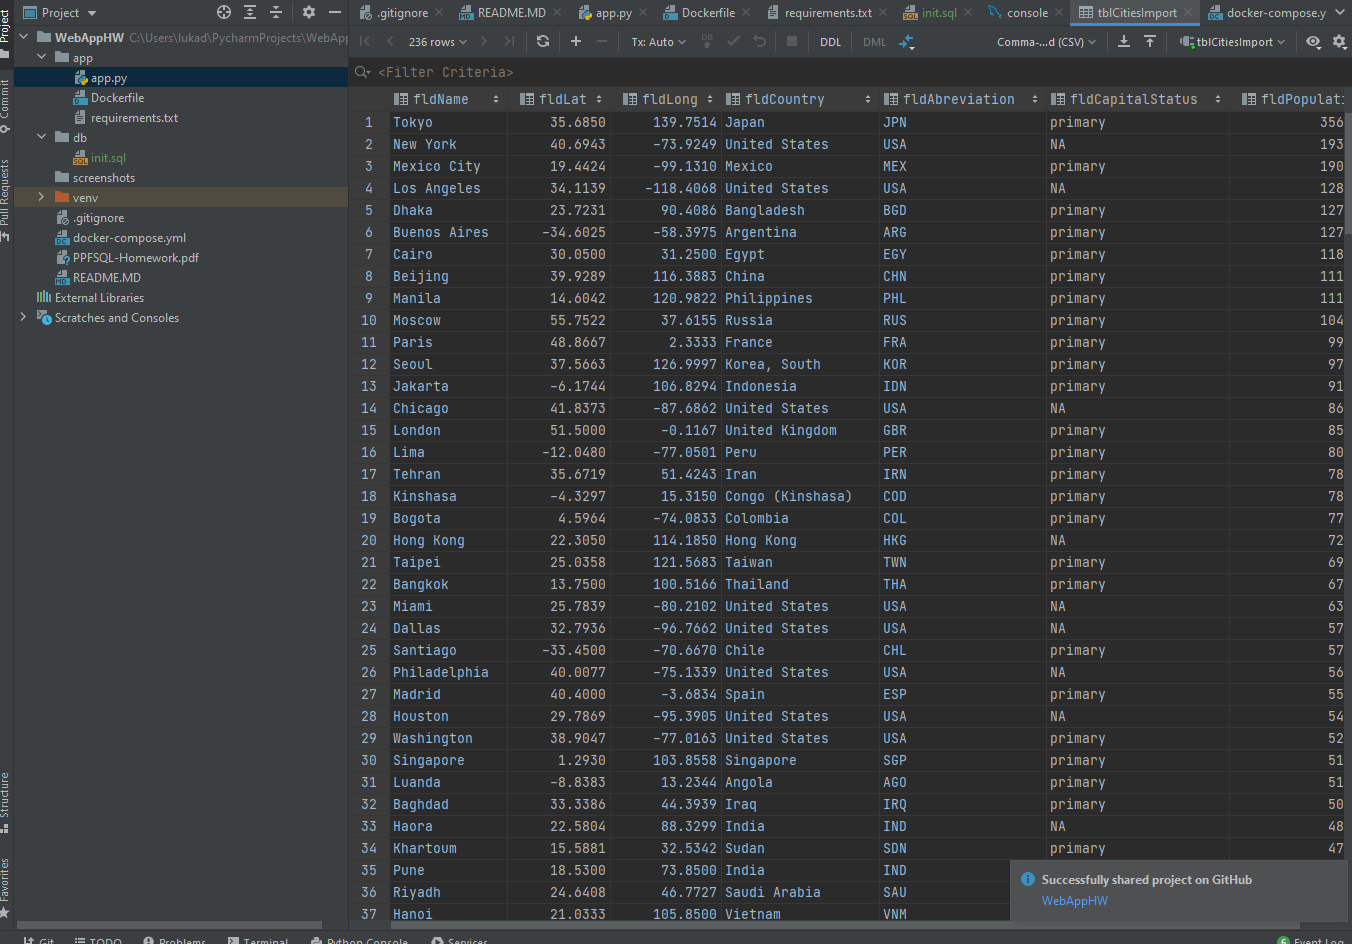 Project
.gitignore
README.MD
app.py
Dockerfile
requirements.txt
init.sql
console
tblCitiesImport
docker-compose.y
WebAppHW C:\Users\lukad\PycharmProjects\WebApp
app
app.py
Dockerfile
requirements.txt
db
init.sql
screenshots
venv
.gitignore
docker-compose.yml
PPFSQL-Homework.pdf
README.MD
External Libraries
Scratches and Consoles
Project
Commit
Pull Requests
Structure
Favorites
236 rows
Tx: Auto
DB
DDL
DML
Comma-...d (CSV)
tblCitiesImport
<Filter Criteria>
fldName fldLat fldLong fldCountry fldAbreviation fldCapitalStatus fldPopulati
1 Tokyo 35.6850 139.7514 Japan JPN primary 356
2 New York 40.6943 -73.9249 United States USA NA 193
3 Mexico City 19.4424 -99.1310 Mexico MEX primary 190
4 Los Angeles 34.1139 -118.4068 United States USA NA 128
5 Dhaka 23.7231 90.4086 Bangladesh BGD primary 127
6 Buenos Aires -34.6025 -58.3975 Argentina ARG primary 127
7 Cairo 30.0500 31.2500 Egypt EGY primary 118
8 Beijing 39.9289 116.3883 China CHN primary 111
9 Manila 14.6042 120.9822 Philippines PHL primary 111
10 Moscow 55.7522 37.6155 Russia RUS primary 104
11 Paris 48.8667 2.3333 France FRA primary 99
12 Seoul 37.5663 126.9997 Korea, South KOR primary 97
13 Jakarta -6.1744 106.8294 Indonesia IDN primary 91
14 Chicago 41.8373 -87.6862 United States USA NA 86
15 London 51.5000 -0.1167 United Kingdom GBR primary 85
16 Lima -12.0480 -77.0501 Peru PER primary 80
17 Tehran 35.6719 51.4243 Iran IRN primary 78
18 Kinshasa -4.3297 15.3150 Congo (Kinshasa) COD primary 78
19 Bogota 4.5964 -74.0833 Colombia COL primary 77
20 Hong Kong 22.3050 114.1850 Hong Kong HKG NA 72
21 Taipei 25.0358 121.5683 Taiwan TWN primary 69
22 Bangkok 13.7500 100.5166 Thailand THA primary 67
23 Miami 25.7839 -80.2102 United States USA NA 63
24 Dallas 32.7936 -96.7662 United States USA NA 57
25 Santiago -33.4500 -70.6670 Chile CHL primary 57
26 Philadelphia 40.0077 -75.1339 United States USA NA 56
27 Madrid 40.4000 -3.6834 Spain ESP primary 55
28 Houston 29.7869 -95.3905 United States USA NA 54
29 Washington 38.9047 -77.0163 United States USA primary 52
30 Singapore 1.2930 103.8558 Singapore SGP primary 51
31 Luanda -8.8383 13.2344 Angola AGO primary 51
32 Baghdad 33.3386 44.3939 Iraq IRQ primary 50
33 Haora 22.5804 88.3299 India IND NA 48
34 Khartoum 15.5881 32.5342 Sudan SDN primary 47
35 Pune 18.5300 73.8500 India IND
36 Riyadh 24.6408 46.7727 Saudi Arabia SAU
37 Hanoi 21.0333 105.8500 Vietnam VNM
Successfully shared project on GitHub
WebAppHW
Git
TODO
Problems
Terminal
Python Console
Services
6 Event Log